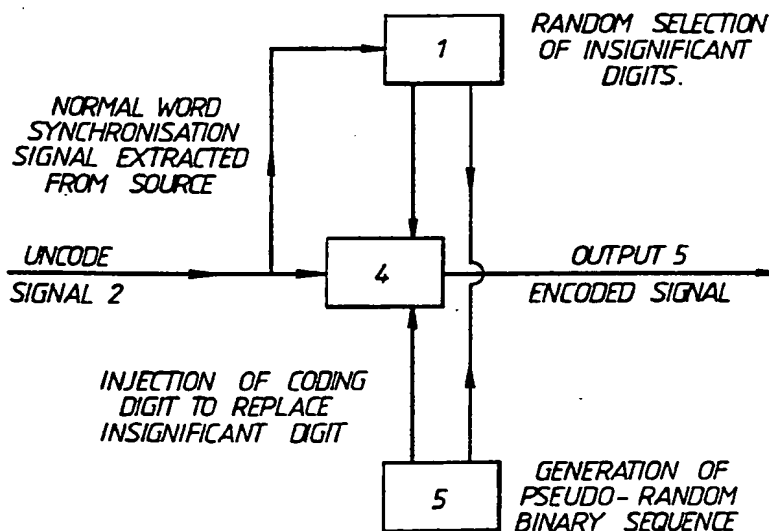 1
RANDOM SELECTION
OF INSIGNIFICANT
DIGITS.
NORMAL WORD
SYNCHRONISATION
SIGNAL EXTRACTED
FROM SOURCE
UNCODE
SIGNAL 2
4
OUTPUT 5
ENCODED SIGNAL
INJECTION OF CODING
DIGIT TO REPLACE
INSIGNIFICANT DIGIT
5
GENERATION OF
PSEUDO-RANDOM
BINARY SEQUENCE